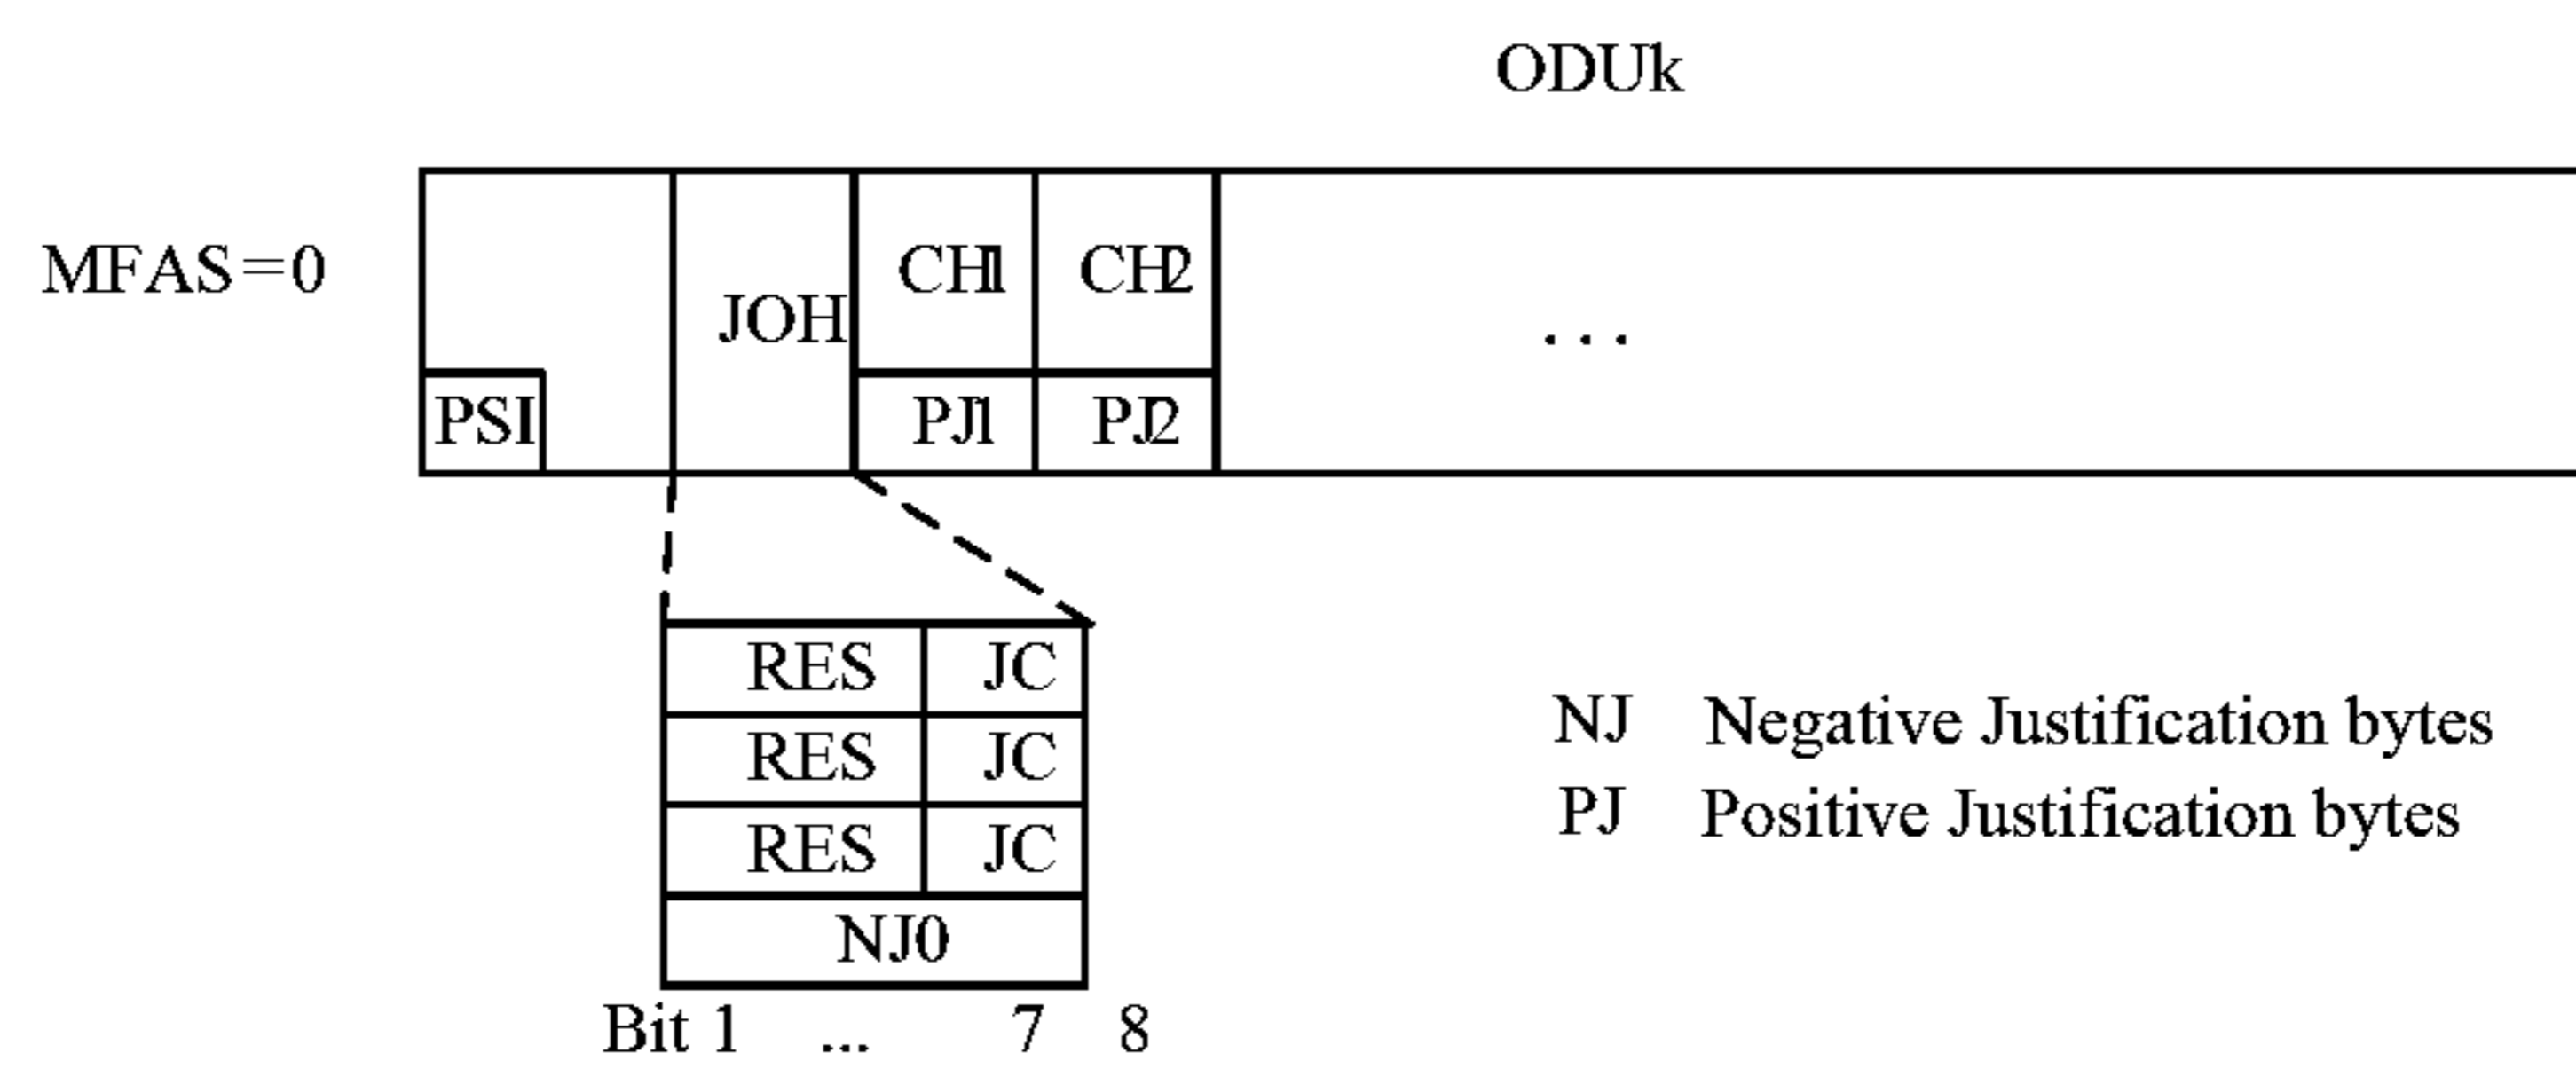 ODUk
MFAS=0
JOH
CH1
CH2
...
PSI
PJ1
PJ2
RES JC
RES JC
RES JC
NJ0
Bit 1 ... 7 8
NJ Negative Justification bytes
PJ Positive Justification bytes